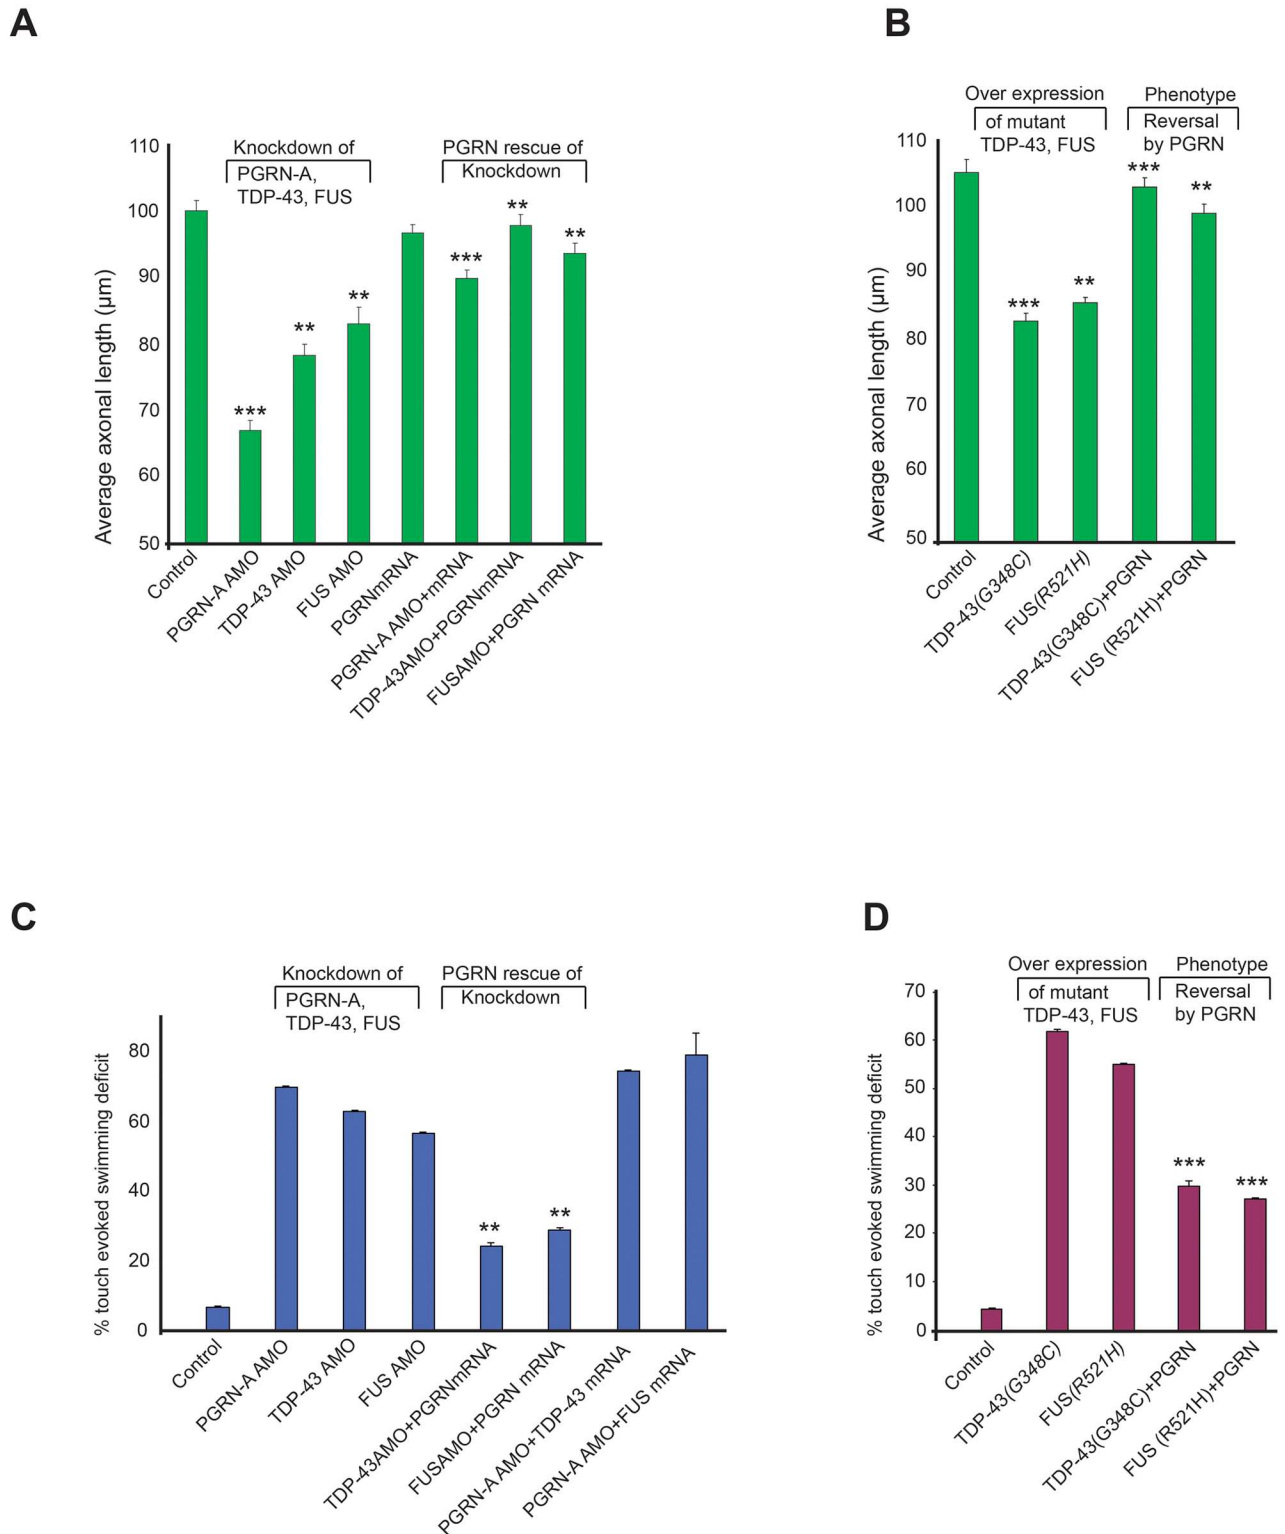 A
Knockdown of
PGRN-A,
TDP-43, FUS
PGRN rescue of
Knockdown
Average axonal length (µm)
110
100
90
80
70
60
50
***
**
**
***
**
**
Control
PGRN-A AMO
TDP-43 AMO
FUS AMO
PGRNmRNA
PGRN-A AMO+mRNA
TDP-43AMO+PGRNmRNA
FUSAMO+PGRN mRNA
B
Over expression
of mutant
TDP-43, FUS
Phenotype
Reversal
by PGRN
Average axonal length (µm)
110
100
90
80
70
60
50
***
**
***
**
Control
TDP-43(G348C)
FUS(R521H)
TDP-43(G348C)+PGRN
FUS (R521H)+PGRN
C
Knockdown of
PGRN-A,
TDP-43, FUS
PGRN rescue of
Knockdown
% touch evoked swimming deficit
80
60
40
20
0
**
**
Control
PGRN-A AMO
TDP-43 AMO
FUS AMO
TDP-43AMO+PGRNmRNA
FUSAMO+PGRN mRNA
PGRN-A AMO+TDP-43 mRNA
PGRN-A AMO+FUS mRNA
D
Over expression
of mutant
TDP-43, FUS
Phenotype
Reversal
by PGRN
% touch evoked swimming deficit
70
60
50
40
30
20
10
0
***
***
Control
TDP-43(G348C)
FUS(R521H)
TDP-43(G348C)+PGRN
FUS (R521H)+PGRN